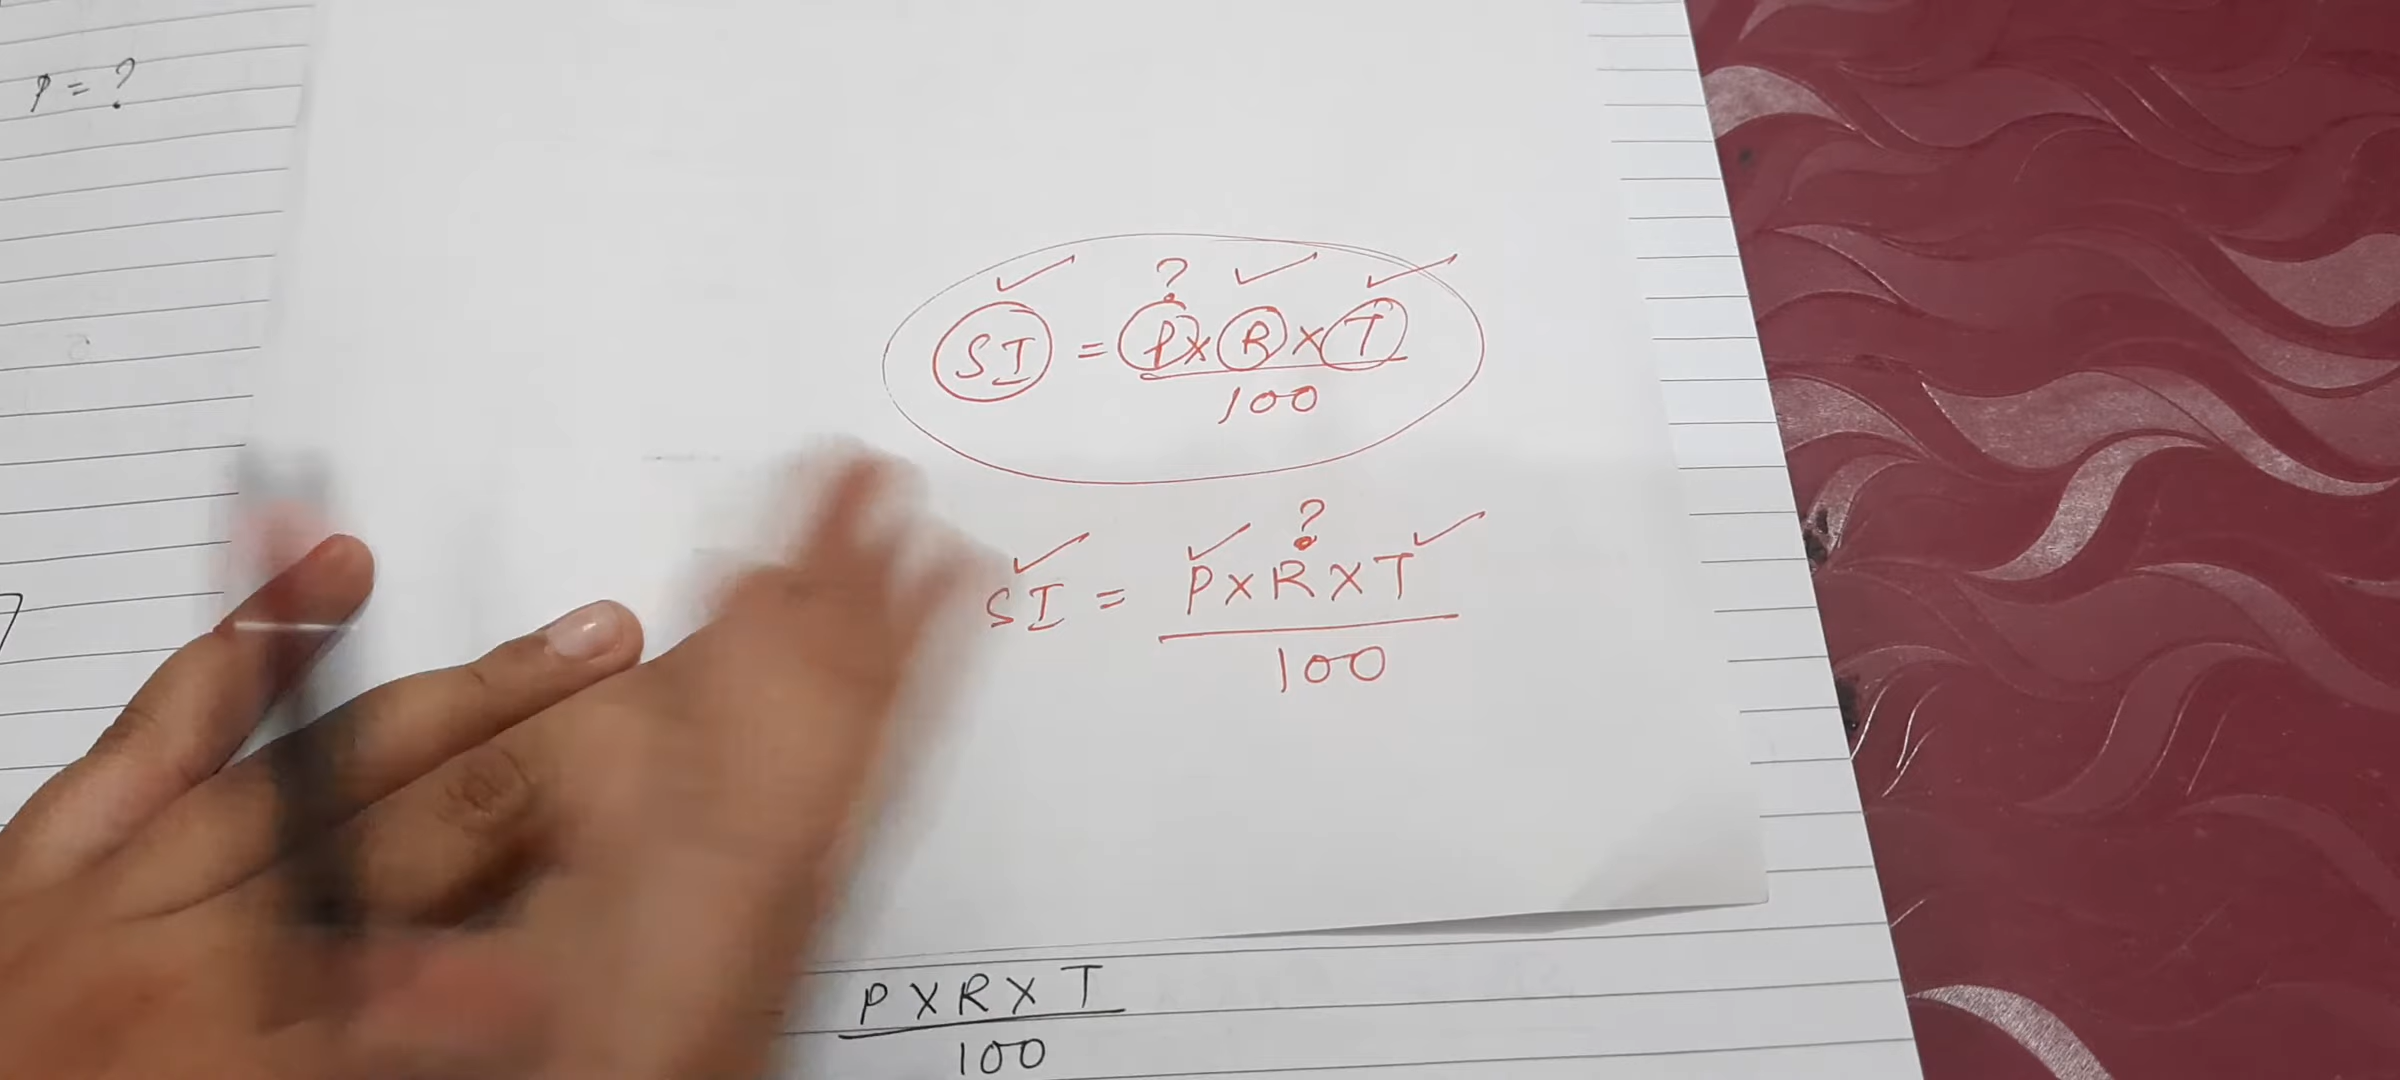 P = ?
✓ ? ✓ ✓
SI = P x R x T
100
✓ ✓ ? ✓
SI = P x R x T
100
P X R X T
100